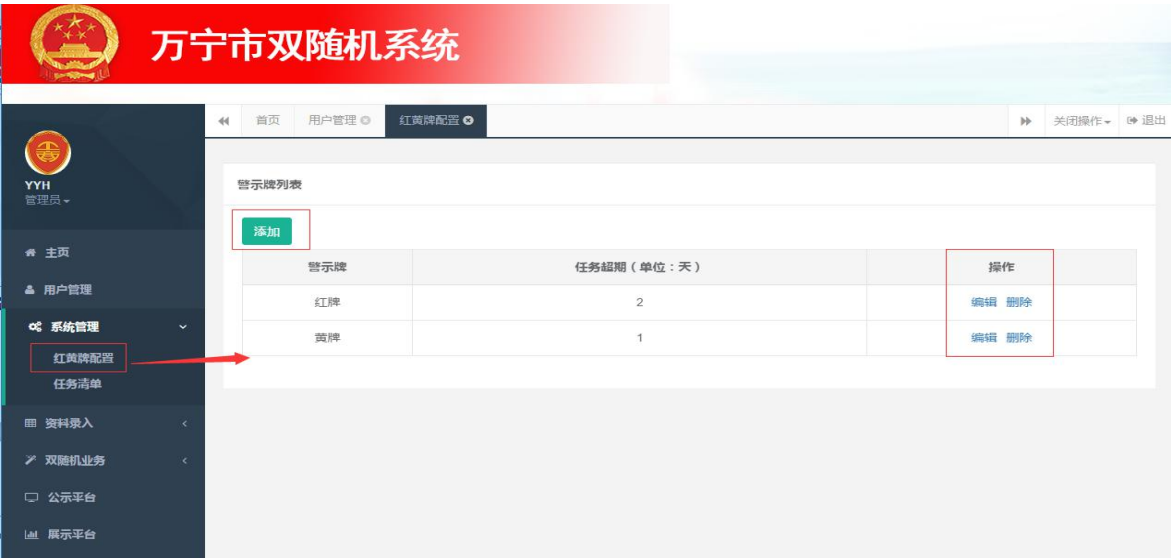 万宁市双随机系统
首页 用户管理 红黄牌配置 关闭操作 退出
YYH
管理员
主页
用户管理
系统管理
红黄牌配置
任务清单
资料录入
双随机业务
公示平台
展示平台
警示牌列表
添加
警示牌 任务超期（单位：天） 操作
红牌 2 编辑 删除
黄牌 1 编辑 删除